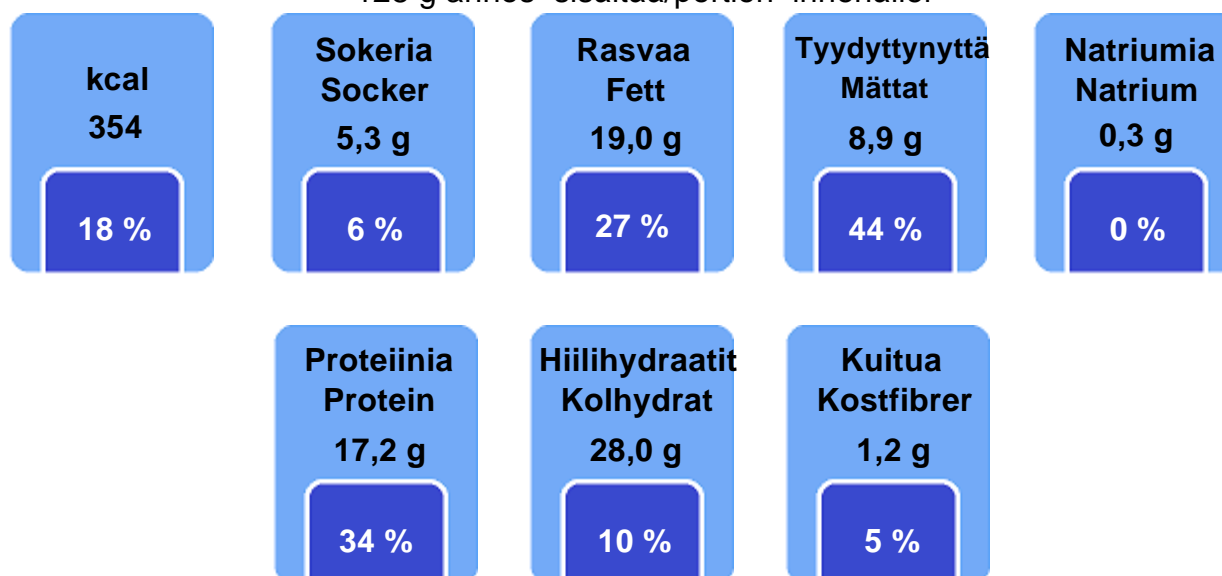 kcal
354
18 %
Sokeria
Socker
5,3 g
6 %
Rasvaa
Fett
19,0 g
27 %
Tyydyttynyttä
Mättat
8,9 g
44 %
Natriumia
Natrium
0,3 g
0 %
Proteiinia
Protein
17,2 g
34 %
Hiilihydraatit
Kolhydrat
28,0 g
10 %
Kuitua
Kostfibrer
1,2 g
5 %